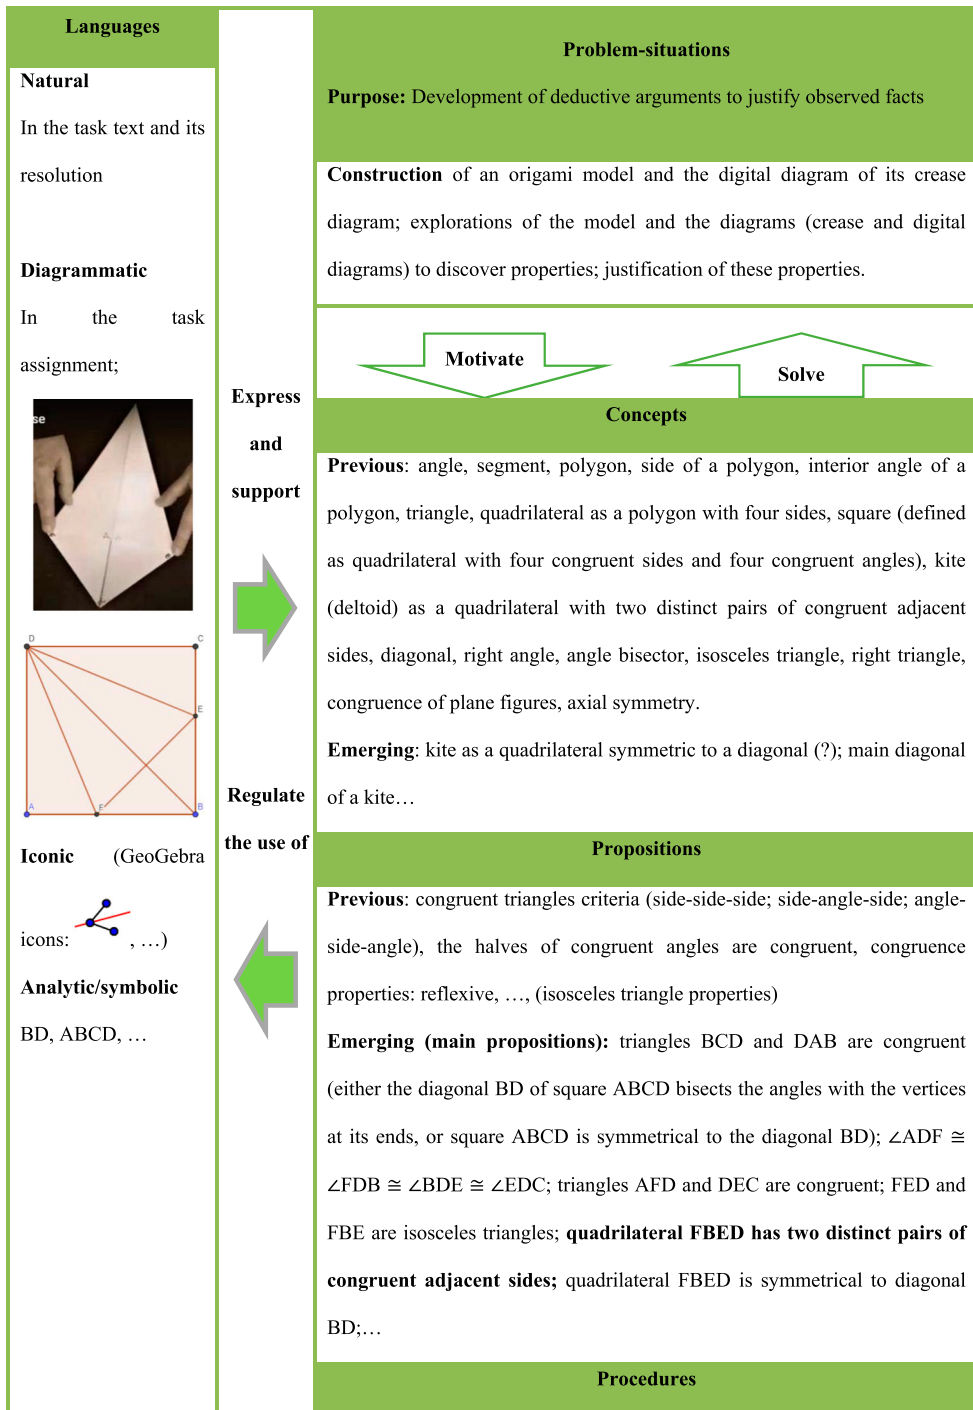 Languages
Natural
In the task text and its
resolution
Diagrammatic
In the task
assignment;
se
D
C
E
A
F
B
Iconic (GeoGebra
icons: , …)
Analytic/symbolic
BD, ABCD, …
Express
and
support
Regulate
the use of
Problem-situations
Purpose: Development of deductive arguments to justify observed facts
Construction of an origami model and the digital diagram of its crease
diagram; explorations of the model and the diagrams (crease and digital
diagrams) to discover properties; justification of these properties.
Motivate
Solve
Concepts
Previous: angle, segment, polygon, side of a polygon, interior angle of a
polygon, triangle, quadrilateral as a polygon with four sides, square (defined
as quadrilateral with four congruent sides and four congruent angles), kite
(deltoid) as a quadrilateral with two distinct pairs of congruent adjacent
sides, diagonal, right angle, angle bisector, isosceles triangle, right triangle,
congruence of plane figures, axial symmetry.
Emerging: kite as a quadrilateral symmetric to a diagonal (?); main diagonal
of a kite…
Propositions
Previous: congruent triangles criteria (side-side-side; side-angle-side; angle-
side-angle), the halves of congruent angles are congruent, congruence
properties: reflexive, …, (isosceles triangle properties)
Emerging (main propositions): triangles BCD and DAB are congruent
(either the diagonal BD of square ABCD bisects the angles with the vertices
at its ends, or square ABCD is symmetrical to the diagonal BD); ∠ADF ≅
∠FDB ≅ ∠BDE ≅ ∠EDC; triangles AFD and DEC are congruent; FED and
FBE are isosceles triangles; quadrilateral FBED has two distinct pairs of
congruent adjacent sides; quadrilateral FBED is symmetrical to diagonal
BD;…
Procedures